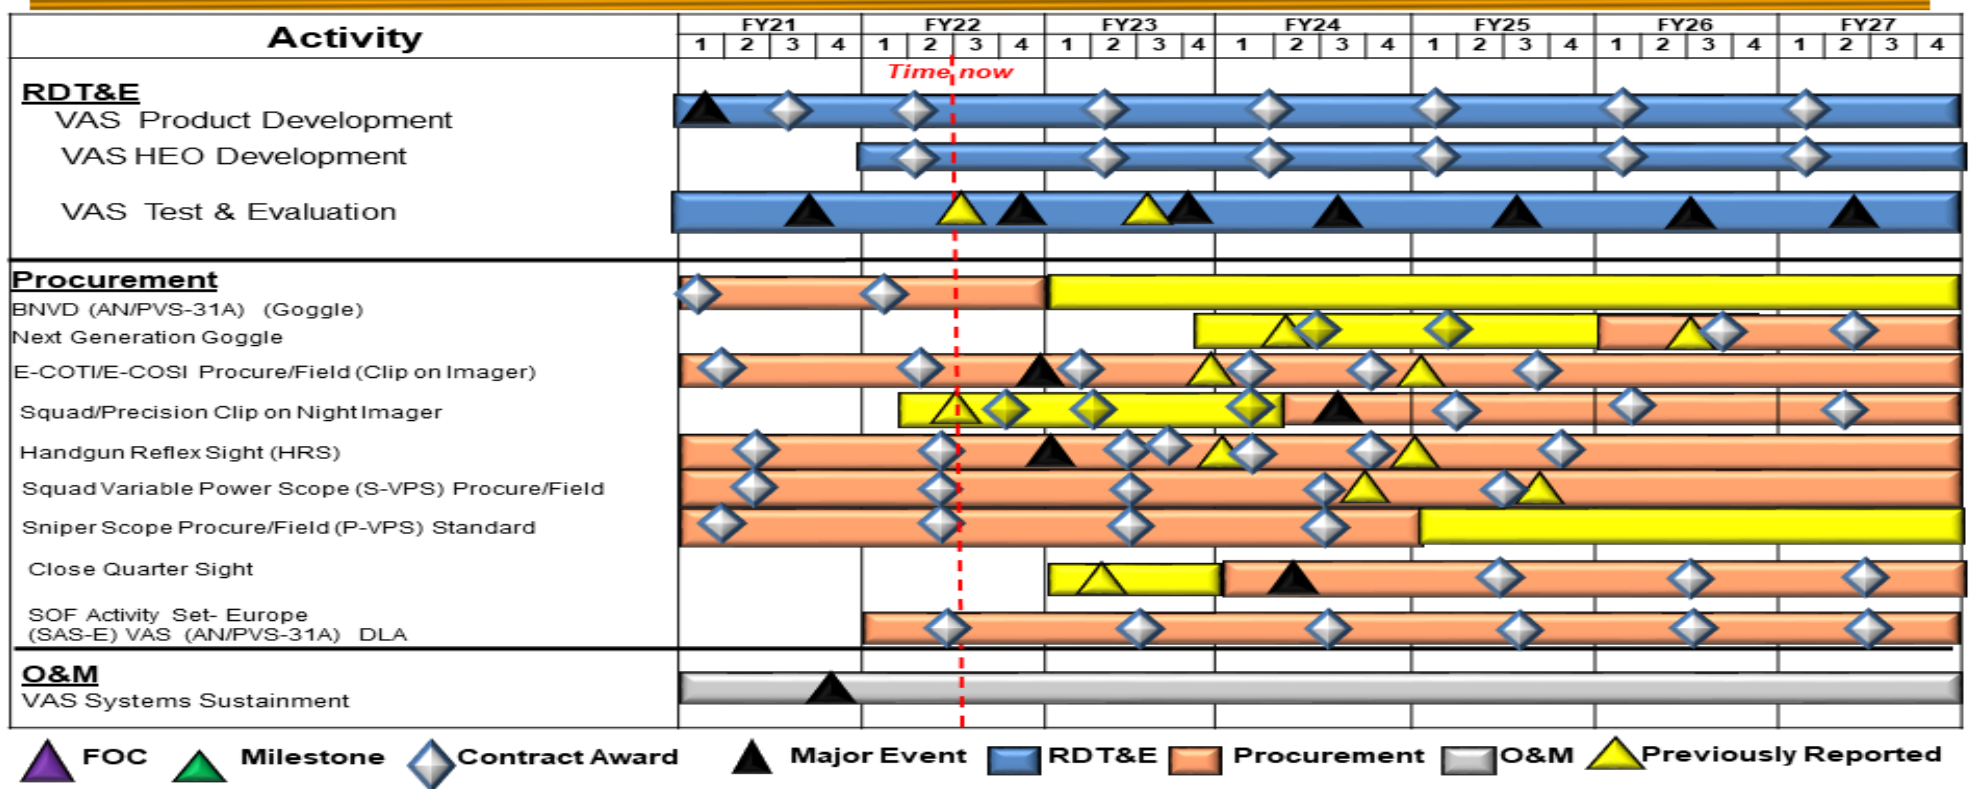 Activity
FY21 FY22 FY23 FY24 FY25 FY26 FY27
1 2 3 4 1 2 3 4 1 2 3 4 1 2 3 4 1 2 3 4 1 2 3 4 1 2 3 4
Time now
RDT&E
VAS Product Development
VAS HEO Development
VAS Test & Evaluation
Procurement
BNVD (AN/PVS-31A) (Goggle)
Next Generation Goggle
E-COTI/E-COSI Procure/Field (Clip on Imager)
Squad/Precision Clip on Night Imager
Handgun Reflex Sight (HRS)
Squad Variable Power Scope (S-VPS) Procure/Field
Sniper Scope Procure/Field (P-VPS) Standard
Close Quarter Sight
SOF Activity Set- Europe
(SAS-E) VAS (AN/PVS-31A) DLA
O&M
VAS Systems Sustainment
FOC Milestone Contract Award Major Event RDT&E Procurement O&M Previously Reported